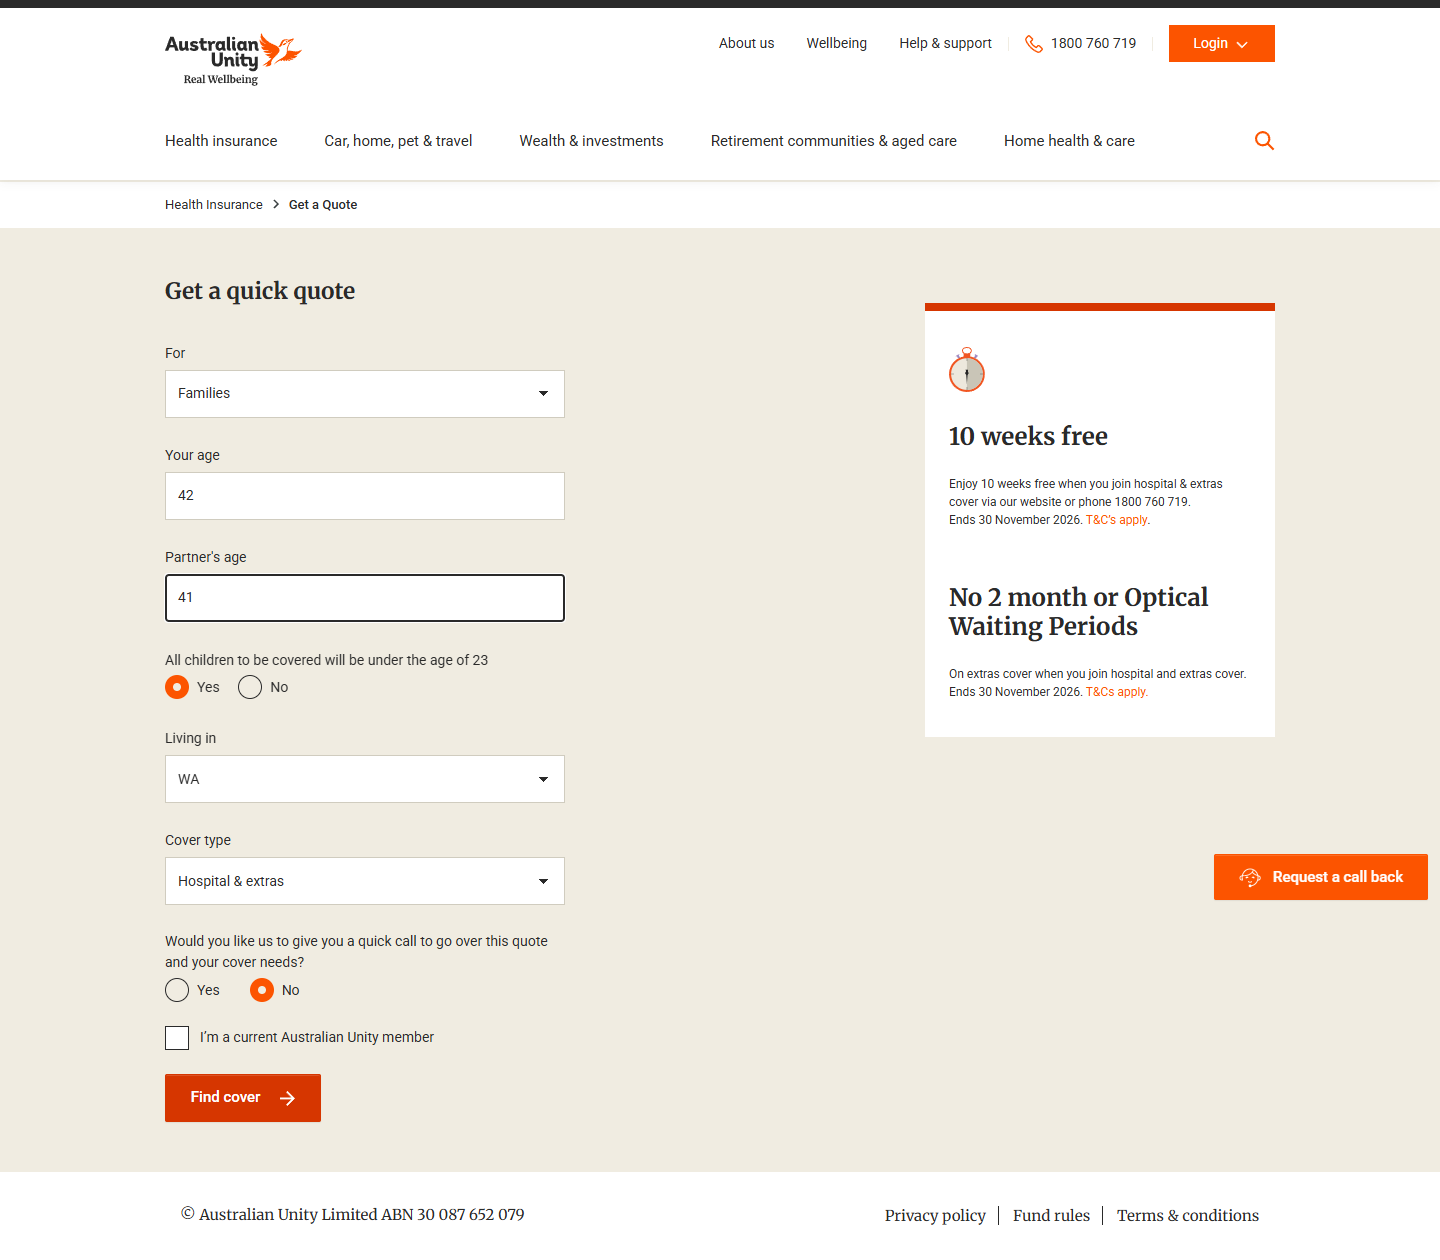 Australian
Unity
Real Wellbeing
About us
Wellbeing
Help & support
1800 760 719
Login
Health insurance
Car, home, pet & travel
Wealth & investments
Retirement communities & aged care
Home health & care
Health Insurance
Get a Quote
Get a quick quote
For
Families
Your age
42
Partner's age
41
All children to be covered will be under the age of 23
Yes
No
Living in
WA
Cover type
Hospital & extras
Would you like us to give you a quick call to go over this quote
and your cover needs?
Yes
No
I’m a current Australian Unity member
Find cover
10 weeks free
Enjoy 10 weeks free when you join hospital & extras
cover via our website or phone 1800 760 719.
Ends 30 November 2026. T&C’s apply.
No 2 month or Optical
Waiting Periods
On extras cover when you join hospital and extras cover.
Ends 30 November 2026. T&Cs apply.
Request a call back
© Australian Unity Limited ABN 30 087 652 079
Privacy policy
Fund rules
Terms & conditions